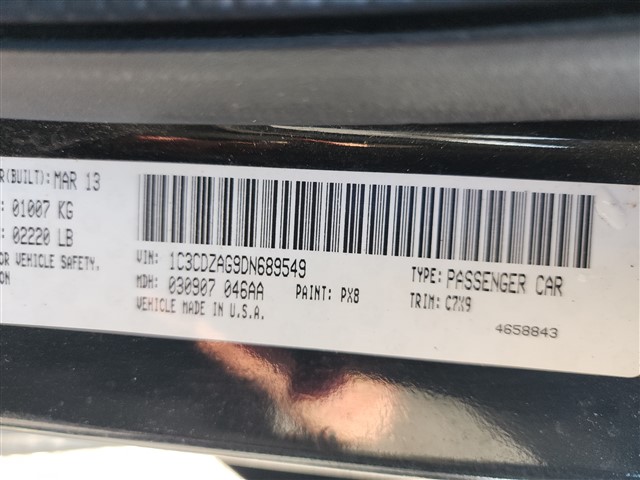 R(BUILT): MAR 13
: 01007 KG
: 02220 LB
OR VEHICLE SAFETY,
ION
VIN: 1C3CDZAG9DN689549
MDH: 030907 046AA
PAINT: PX8
VEHICLE MADE IN U.S.A.
TYPE: PASSENGER CAR
TRIM: C7X9
4658843